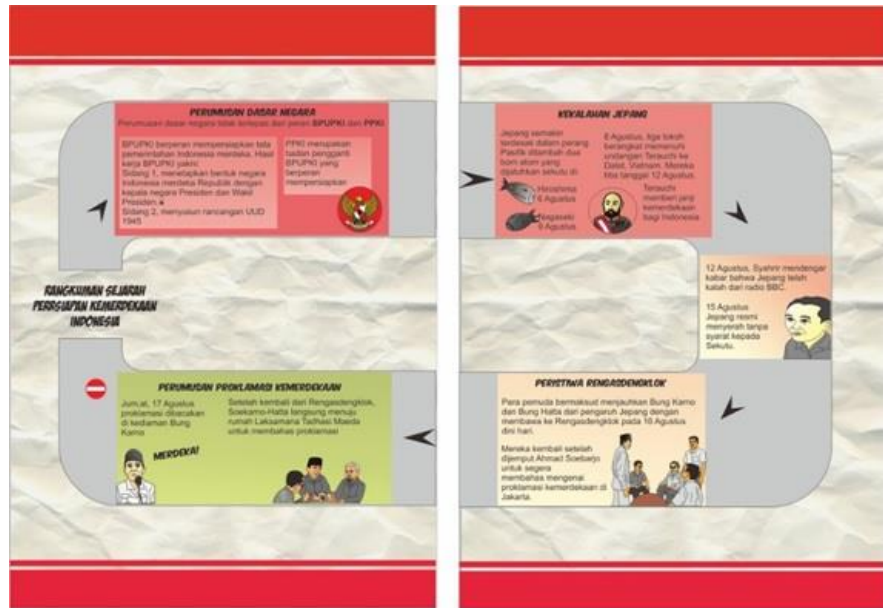 PERUMUSAN DASAR NEGARA
Perumusan dasar negara tidak terlepas dari peran BPUPKI dan PPKI
BPUPKI berperan mempersiapkan tata
pemerintahan Indonesia merdeka. Hasil
kerja BPUPKI yakni:
Sidang 1, menetapkan bentuk negara
Indonesia merdeka Republik dengan
kepala negara Presiden dan Wakil
Presiden.
Sidang 2, menyusun rancangan UUD
1945
PPKI merupakan
badan pengganti
BPUPKI yang
berperan
mempersiapkan
RANGKUMAN SEJARAH
PERRSIAPAN KEMERDEKAAN
INDONESIA
KEKALAHAN JEPANG
Jepang semakin
terdesak dalam perang
Pasifik ditambah dua
bom atom yang
dijatuhkan sekutu di
Hiroshima
6 Agustus
Nagasaki
9 Agustus
8 Agustus, tiga tokoh
berangkat memenuhi
undangan Terauchi ke
Dalat, Vietnam. Mereka
tiba tanggal 12 Agustus.
Terauchi
memberi janji
kemerdekaan
bagi Indonesia.
12 Agustus, Syahrir mendengar
kabar bahwa Jepang telah
kalah dari radio BBC.
15 Agustus
Jepang resmi
menyerah tanpa
syarat kepada
Sekutu.
PERISTIWA RENGASDENGKLOK
Para pemuda bermaksud menjauhkan Bung Karno
dan Bung Hatta dari pengaruh Jepang dengan
membawa ke Rengasdengklok pada 16 Agustus
dini hari.
Mereka kembali setelah
dijemput Ahmad Soebarjo
untuk segera
membahas mengenai
proklamasi kemerdekaan di
Jakarta.
PERUMUSAN PROKLAMASI KEMERDEKAAN
Jum,at, 17 Agustus
proklamasi dibacakan
di kediaman Bung
Karno
MERDEKA!
Setelah kembali dari Rengasdengklok,
Soekarno-Hatta langsung menuju
rumah Laksamana Tadhasi Maeda
untuk membahas proklamasi